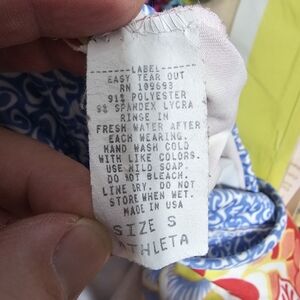 ------LABEL------
EASY TEAR OUT
RN 109693
91% POLYESTER
9% SPANDEX LYCRA
RINSE IN
FRESH WATER AFTER
EACH WEARING.
HAND WASH COLD
WITH LIKE COLORS.
USE MILD SOAP.
DO NOT BLEACH.
LINE DRY. DO NOT
STORE WHEN WET.
MADE IN USA
SIZE S
ATHLETA